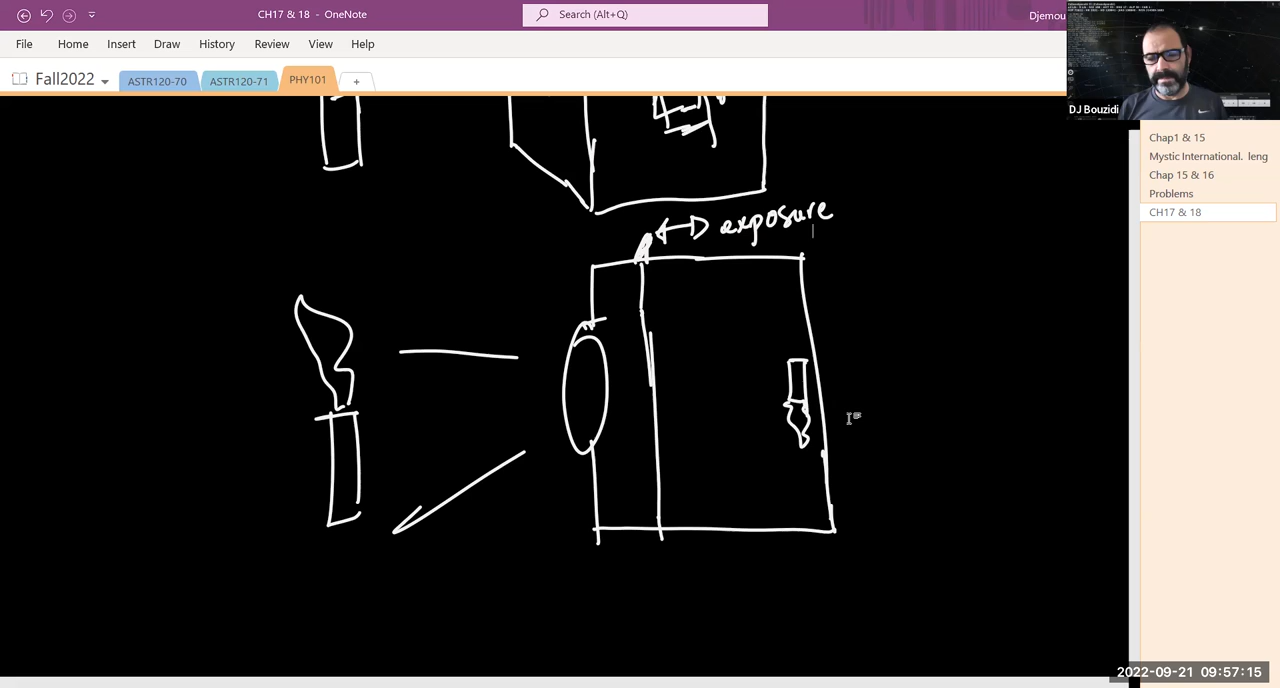 CH17 & 18 - OneNote
Search (Alt+Q)
Djemou
File Home Insert Draw History Review View Help
Fall2022 ASTR120-70 ASTR120-71 PHY101 +
DJ Bouzidi
Chap1 & 15
Mystic International. leng
Chap 15 & 16
Problems
CH17 & 18
exposure
2022-09-21 09:57:15